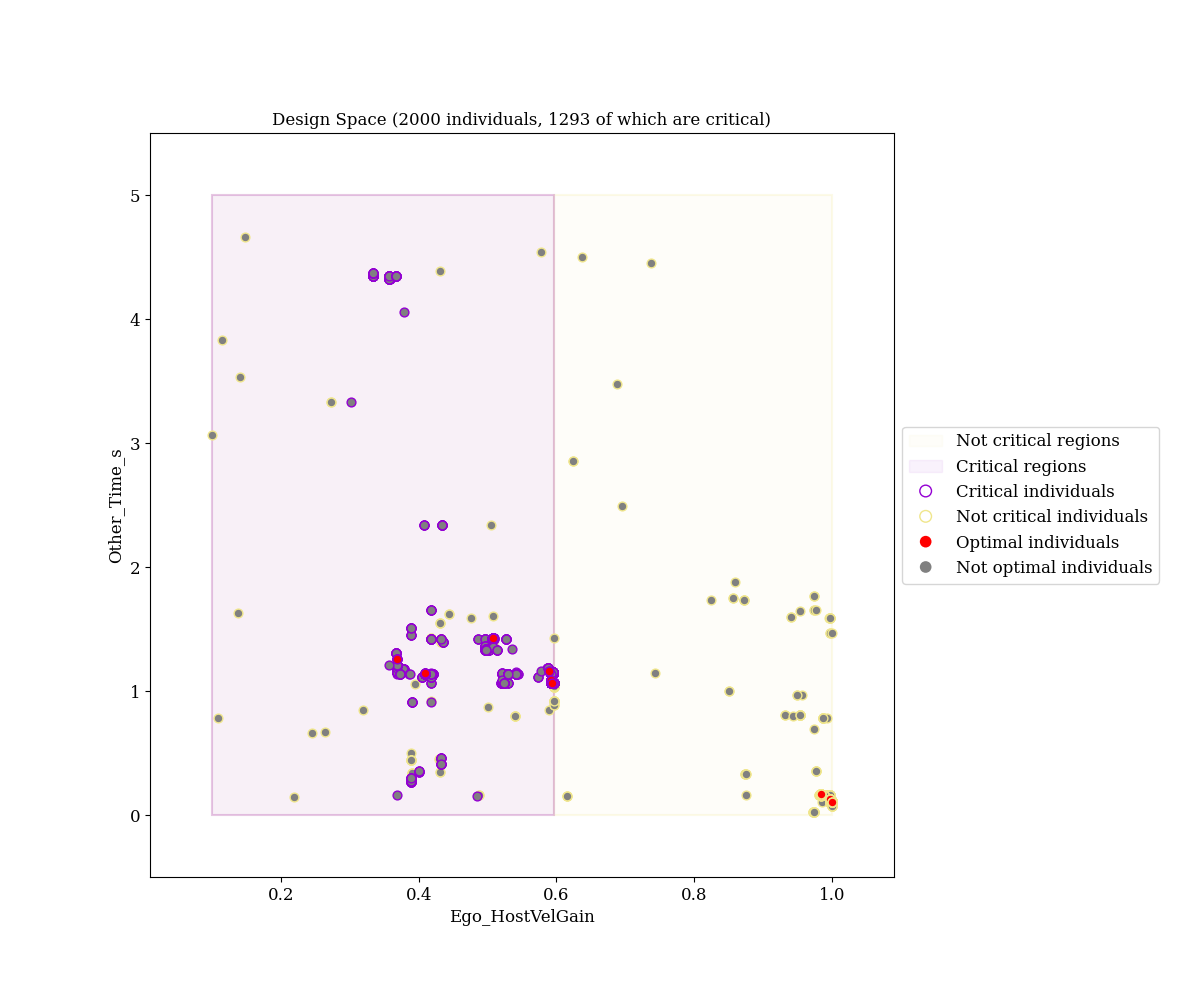 Design Space (2000 individuals, 1293 of which are critical)
5
4
3
2
1
0
Other_Time_s
0.2
0.4
0.6
0.8
1.0
Ego_HostVelGain
Not critical regions
Critical regions
Critical individuals
Not critical individuals
Optimal individuals
Not optimal individuals